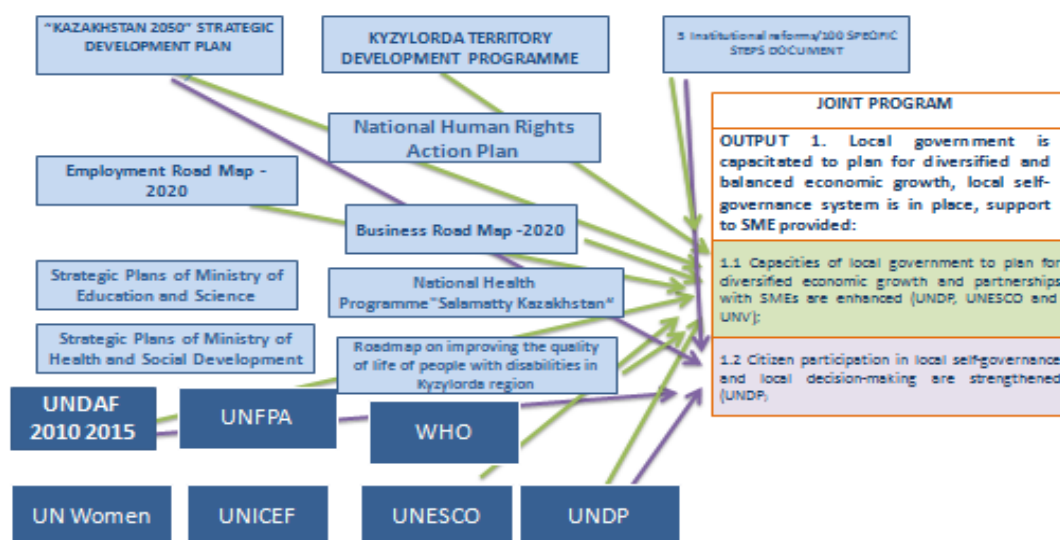 "KAZAKHSTAN 2050" STRATEGIC
DEVELOPMENT PLAN
KYZYLORDA TERRITORY
DEVELOPMENT PROGRAMME
5 Institutional reforms/100 SPECIFIC
STEPS DOCUMENT
JOINT PROGRAM
OUTPUT 1. Local government is
capacitated to plan for diversified and
balanced economic growth, local self-
governance system is in place, support
to SME provided:
1.1 Capacities of local government to plan for
diversified economic growth and partnerships
with SMEs are enhanced (UNDP, UNESCO and
UNV);
1.2 Citizen participation in local self-governance
and local decision-making are strengthened
(UNDP,
National Human Rights
Action Plan
Employment Road Map -
2020
Business Road Map -2020
Strategic Plans of Ministry of
Education and Science
National Health
Programme"Salamatty Kazakhstan"
Strategic Plans of Ministry of
Health and Social Development
Roadmap on improving the quality
of life of people with disabilities in
Kyzylorda region
UNDAF
2010 2015
UNFPA
WHO
UN Women
UNICEF
UNESCO
UNDP